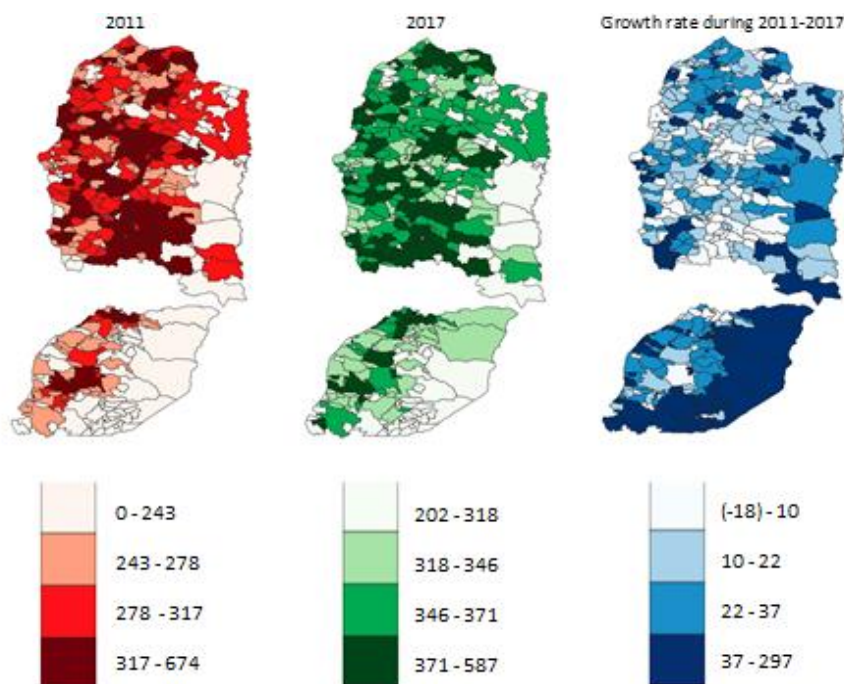 2011
2017
Growth rate during 2011-2017
0 - 243
243 - 278
278 - 317
317 - 674
202 - 318
318 - 346
346 - 371
371 - 587
(-18) - 10
10 - 22
22 - 37
37 - 297